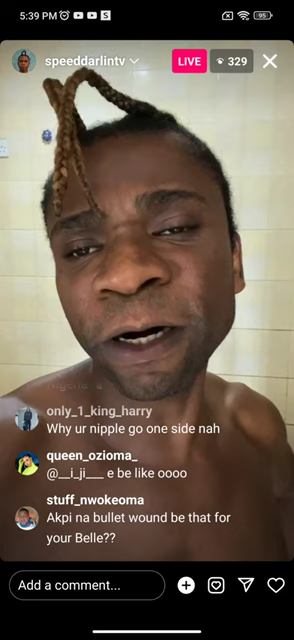 5:39 PM
S
95
speeddarlintv
LIVE
329
Nigeria
only_1_king_harry
Why ur nipple go one side nah
queen_ozioma_
@__i_ji___ e be like oooo
stuff_nwokeoma
Akpi na bullet wound be that for
your Belle??
Add a comment...